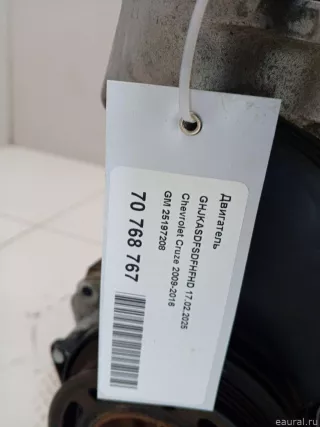 Двигатель
GHJKASDFSDFHFHD 17.02.2025
Chevrolet Cruze 2009-2016
GM 25197208
70 768 767
eaural.ru